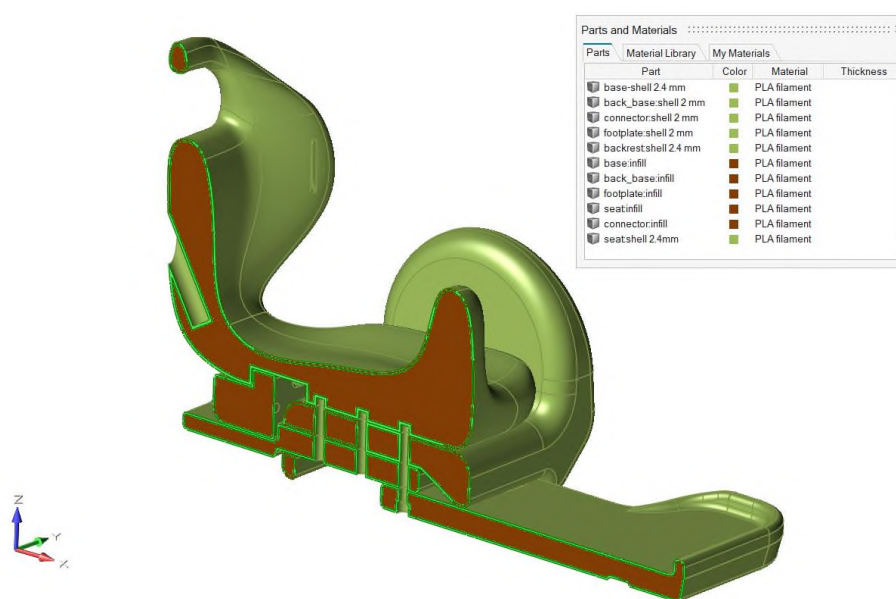 Parts and Materials
Parts Material Library My Materials
Part Color Material Thickness
base-shell 2.4 mm PLA filament
back_base:shell 2 mm PLA filament
connector:shell 2 mm PLA filament
footplate:shell 2 mm PLA filament
backrest:shell 2.4 mm PLA filament
base:infill PLA filament
back_base:infill PLA filament
footplate:infill PLA filament
seat:infill PLA filament
connector:infill PLA filament
seat:shell 2.4mm PLA filament
Z
Y
X